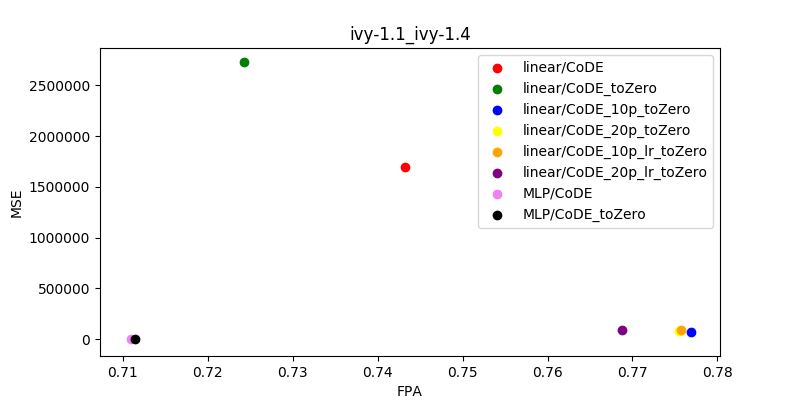 ivy-1.1_ivy-1.4
MSE
2500000
2000000
1500000
1000000
500000
0
linear/CoDE
linear/CoDE_toZero
linear/CoDE_10p_toZero
linear/CoDE_20p_toZero
linear/CoDE_10p_lr_toZero
linear/CoDE_20p_lr_toZero
MLP/CoDE
MLP/CoDE_toZero
0.71 0.72 0.73 0.74 0.75 0.76 0.77 0.78
FPA